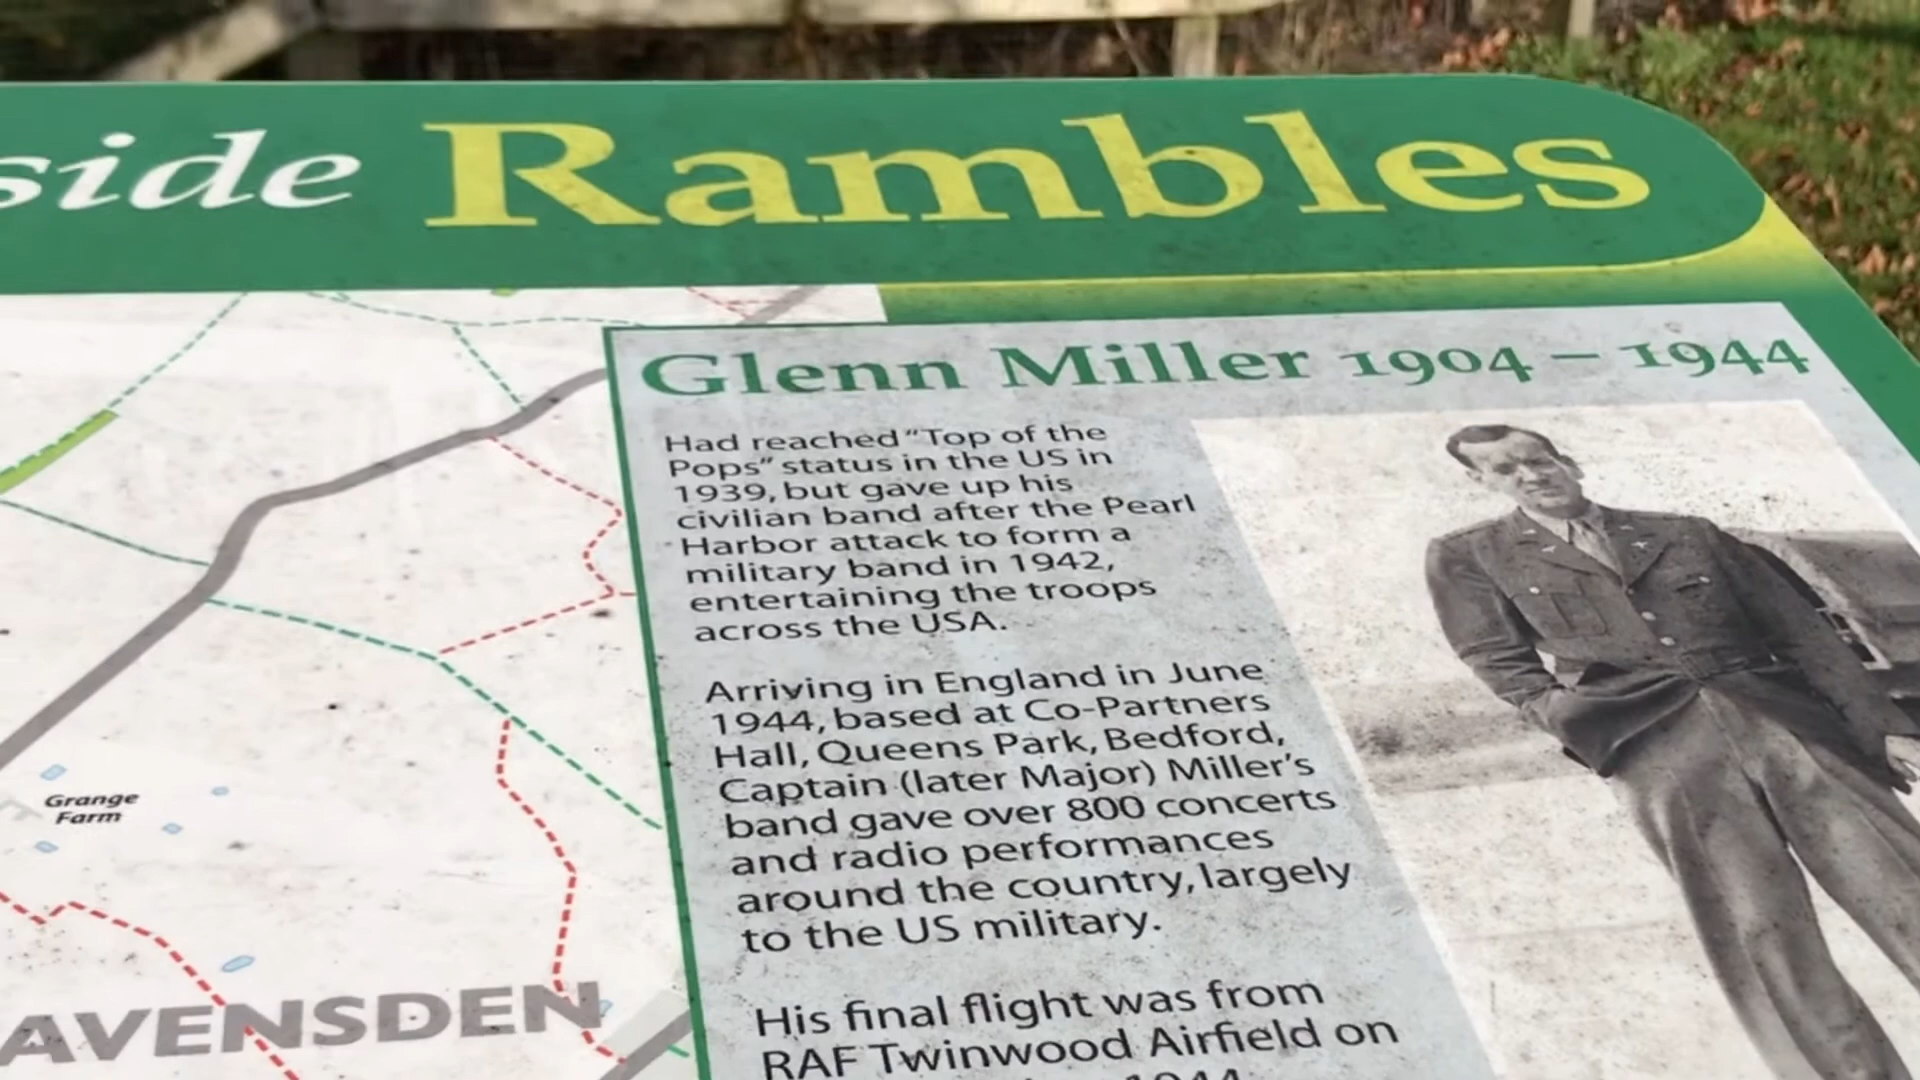 side Rambles
Glenn Miller 1904 – 1944
Had reached "Top of the
Pops" status in the US in
1939, but gave up his
civilian band after the Pearl
Harbor attack to form a
military band in 1942,
entertaining the troops
across the USA.
Arriving in England in June
1944, based at Co-Partners
Hall, Queens Park, Bedford,
Captain (later Major) Miller's
band gave over 800 concerts
and radio performances
around the country, largely
to the US military.
His final flight was from
RAF Twinwood Airfield on
1944
Grange
Farm
AVENSDEN